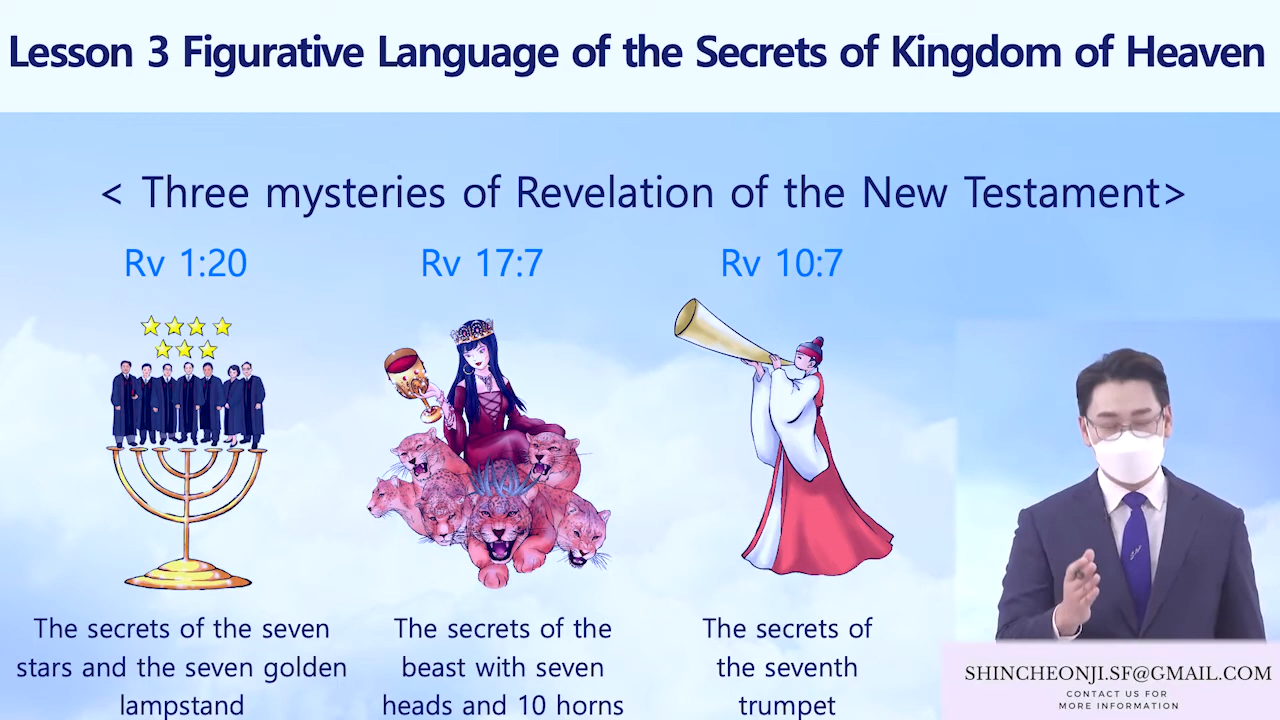 Lesson 3 Figurative Language of the Secrets of Kingdom of Heaven
< Three mysteries of Revelation of the New Testament>
Rv 1:20
Rv 17:7
Rv 10:7
The secrets of the seven
stars and the seven golden
lampstand
The secrets of the
beast with seven
heads and 10 horns
The secrets of
the seventh
trumpet
SHINCHEONJI.SF@GMAIL.COM
CONTACT US FOR
MORE INFORMATION